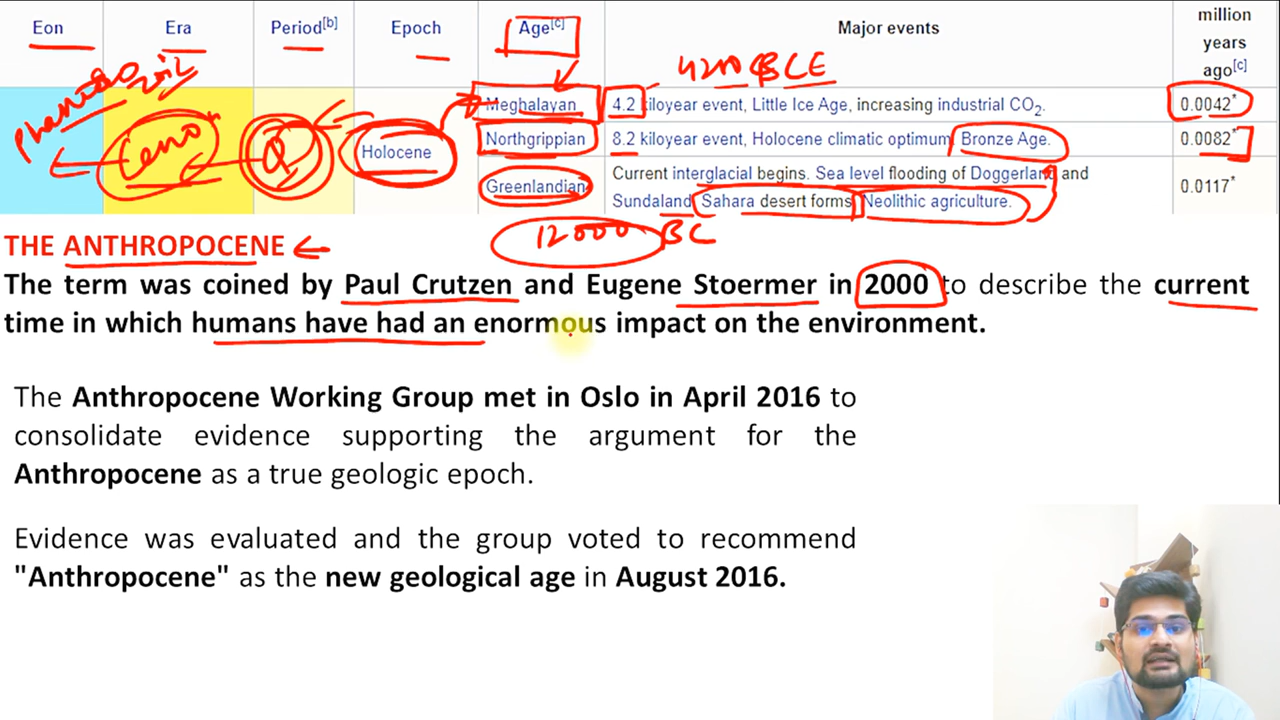 Eon Era Period[b] Epoch Age[c] Major events million years ago[c]
4200 BCE
Phanerozoic
Meghalayan 4.2 kiloyear event, Little Ice Age, increasing industrial CO2. 0.0042*
Ceno Q Holocene
Northgrippian 8.2 kiloyear event, Holocene climatic optimum Bronze Age. 0.0082*
Greenlandian Current interglacial begins. Sea level flooding of Doggerland and 0.0117*
Sundaland Sahara desert forms Neolithic agriculture.
12000 BC
THE ANTHROPOCENE
The term was coined by Paul Crutzen and Eugene Stoermer in 2000 to describe the current
time in which humans have had an enormous impact on the environment.
The Anthropocene Working Group met in Oslo in April 2016 to
consolidate evidence supporting the argument for the
Anthropocene as a true geologic epoch.
Evidence was evaluated and the group voted to recommend
"Anthropocene" as the new geological age in August 2016.